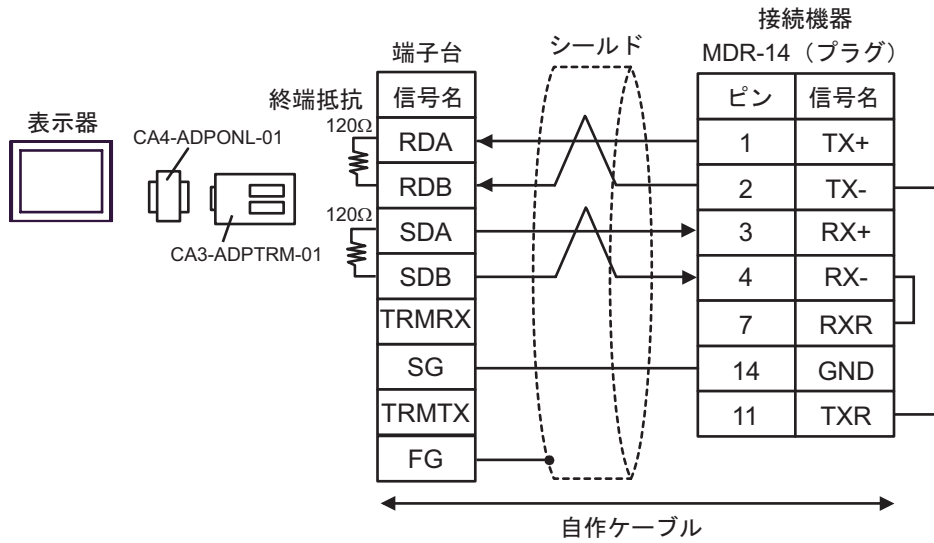 接続機器
端子台
シールド
MDR-14（プラグ）
表示器
CA4-ADPONL-01
CA3-ADPTRM-01
終端抵抗
120Ω
120Ω
信号名
RDA
RDB
SDA
SDB
TRMRX
SG
TRMTX
FG
ピン 信号名
1 TX+
2 TX-
3 RX+
4 RX-
7 RXR
14 GND
11 TXR
自作ケーブル